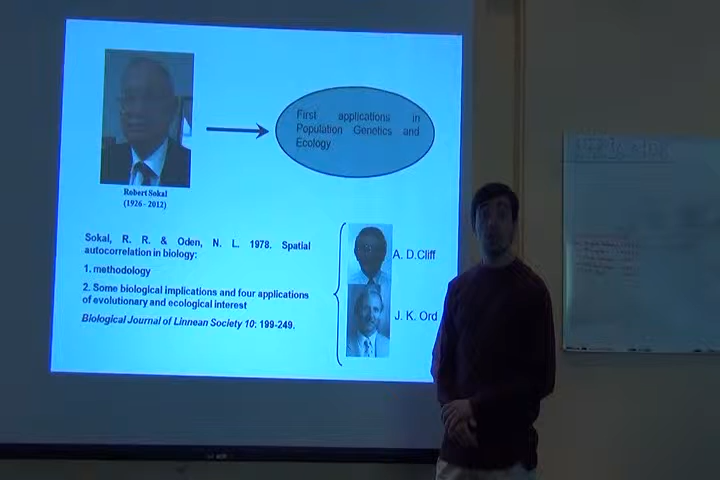 First applications in
Population Genetics and
Ecology
Robert Sokal
(1926 - 2012)
Sokal, R. R. & Oden, N. L. 1978. Spatial
autocorrelation in biology:
1. methodology
2. Some biological implications and four applications
of evolutionary and ecological interest
Biological Journal of Linnean Society 10: 199-249.
A. D.Cliff
J. K. Ord